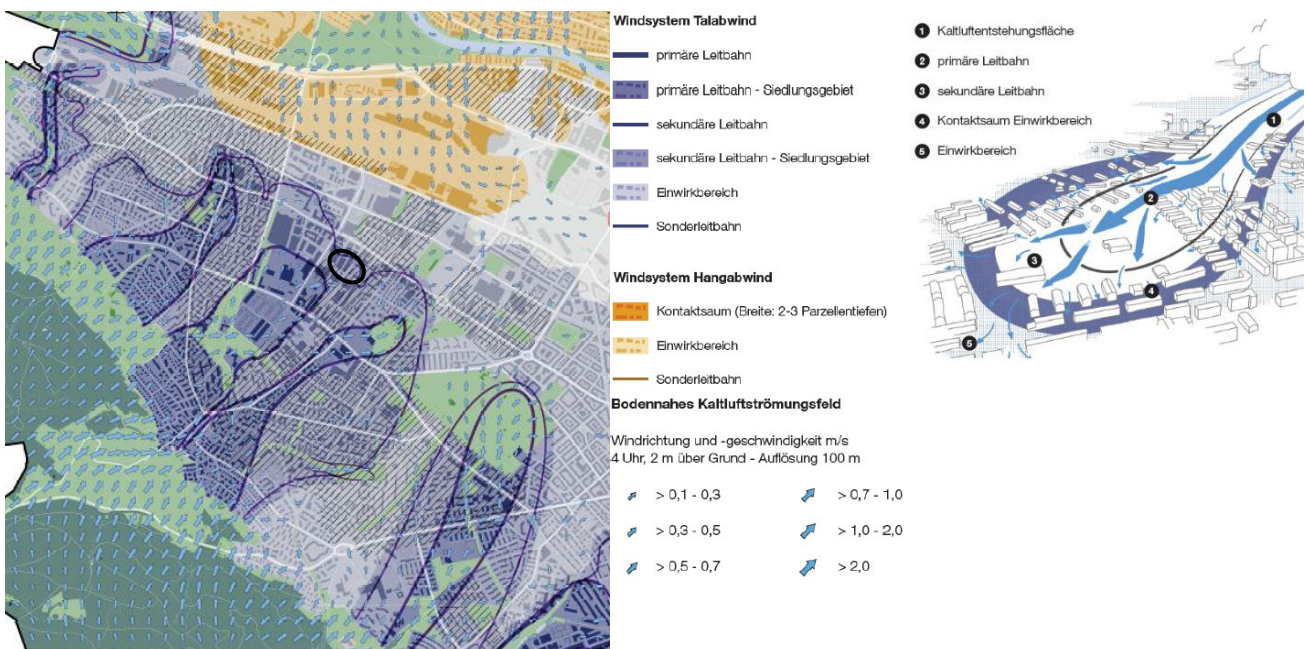 Windsystem Talabwind
primäre Leitbahn
primäre Leitbahn - Siedlungsgebiet
sekundäre Leitbahn
sekundäre Leitbahn - Siedlungsgebiet
Einwirkbereich
Sonderleitbahn
Windsystem Hangabwind
Kontaktsaum (Breite: 2-3 Parzellentiefen)
Einwirkbereich
Sonderleitbahn
Bodennahes Kaltluftströmungsfeld
Windrichtung und -geschwindigkeit m/s
4 Uhr, 2 m über Grund - Auflösung 100 m
> 0,1 - 0,3
> 0,3 - 0,5
> 0,5 - 0,7
> 0,7 - 1,0
> 1,0 - 2,0
> 2,0
1 Kaltluftentstehungsfläche
2 primäre Leitbahn
3 sekundäre Leitbahn
4 Kontaktsaum Einwirkbereich
5 Einwirkbereich
1
2
3
4
5